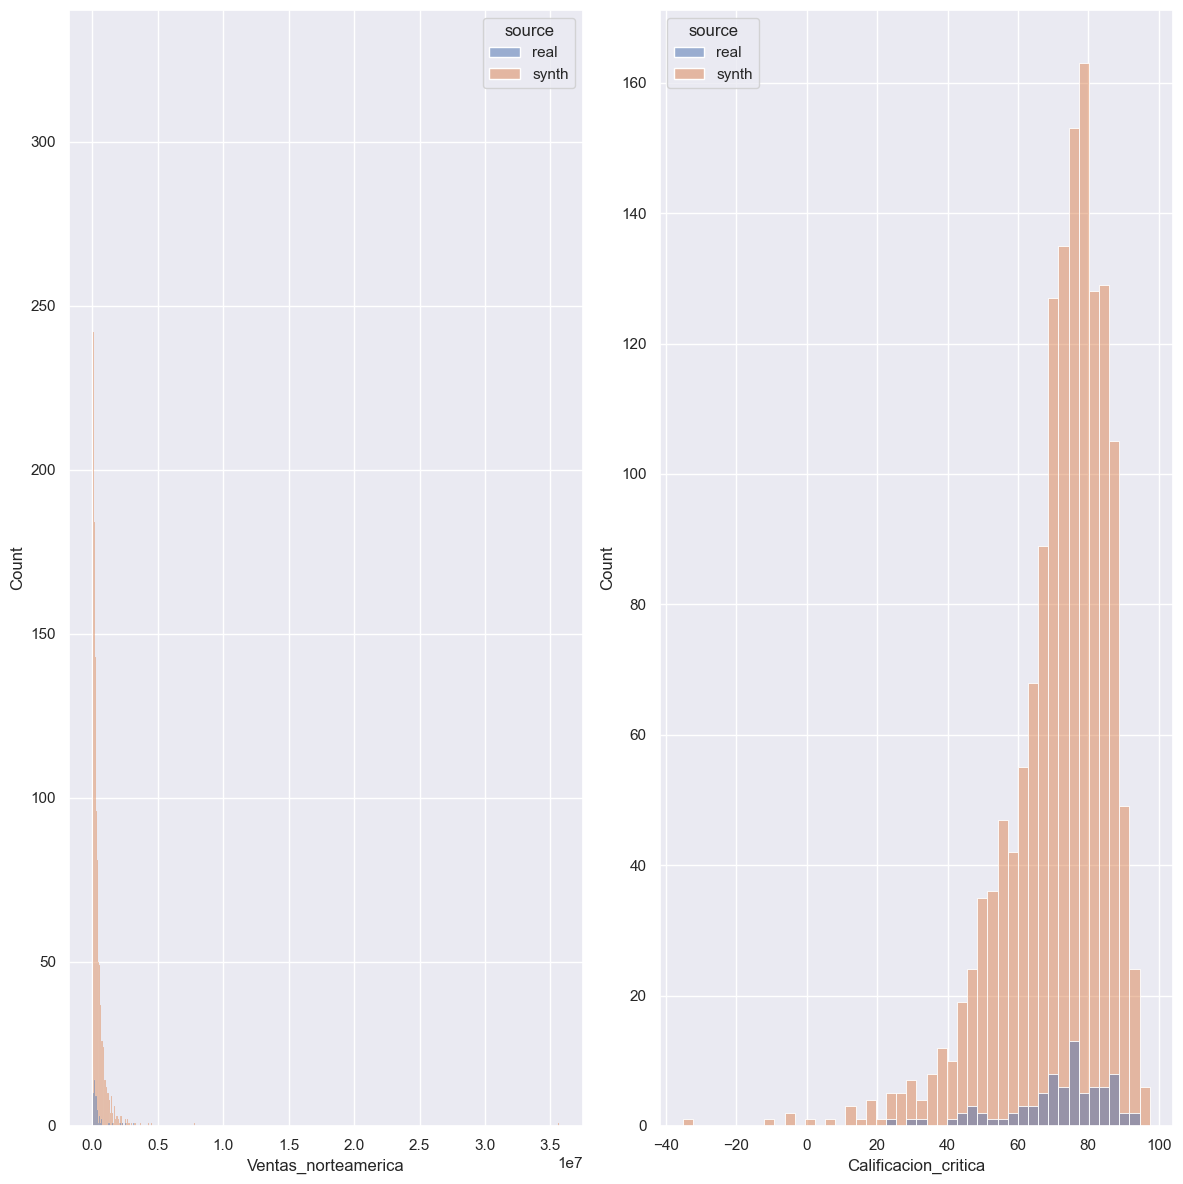 source
real
synth
300
250
200
150
100
50
0
Count
0.0 0.5 1.0 1.5 2.0 2.5 3.0 3.5
1e7
Ventas_norteamerica
source
real
synth
160
140
120
100
80
60
40
20
0
Count
−40 −20 0 20 40 60 80 100
Calificacion_critica